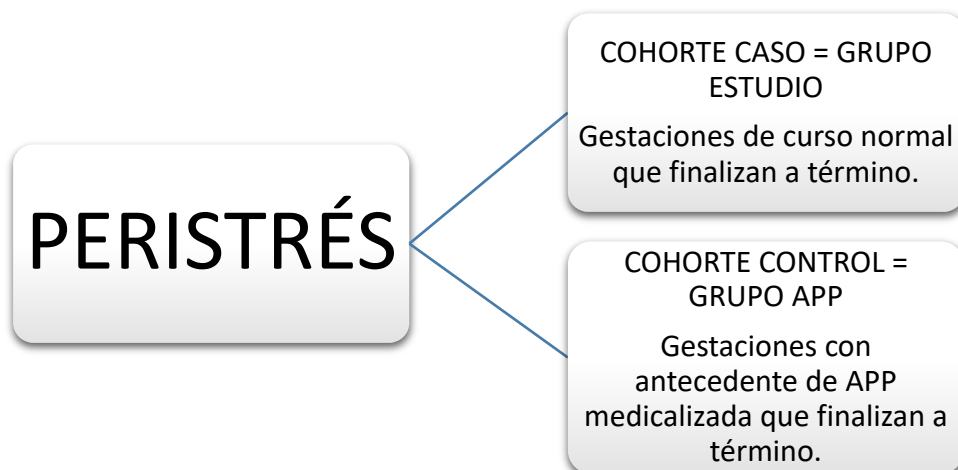 PERISTRÉS
COHORTE CASO = GRUPO
ESTUDIO
Gestaciones de curso normal
que finalizan a término.
COHORTE CONTROL =
GRUPO APP
Gestaciones con
antecedente de APP
medicalizada que finalizan a
término.